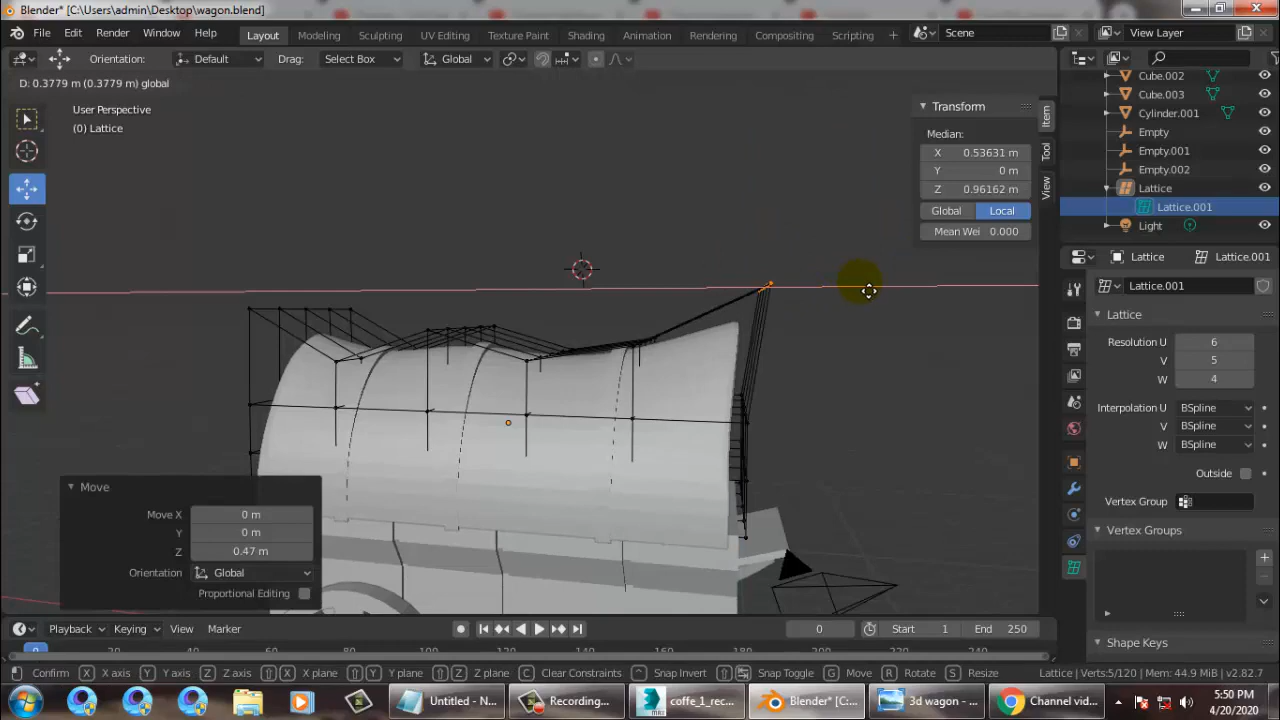 Blender* [C:\Users\admin\Desktop\wagon.blend]
File Edit Render Window Help Layout Modeling Sculpting UV Editing Texture Paint Shading Animation Rendering Compositing Scripting + Scene View Layer
Orientation: Default Drag: Select Box Global
D: 0.3779 m (0.3779 m) global
User Perspective
(0) Lattice
Transform
Median:
X 0.53631 m
Y 0 m
Z 0.96162 m
Global Local
Mean Wei 0.000
Item
Tool
View
Cube.002
Cube.003
Cylinder.001
Empty
Empty.001
Empty.002
Lattice
Lattice.001
Light
Lattice Lattice.001
Lattice.001
Lattice
Resolution U 6
V 5
W 4
Interpolation U BSpline
V BSpline
W BSpline
Outside
Vertex Group
Vertex Groups
Shape Keys
Move
Move X 0 m
Y 0 m
Z 0.47 m
Orientation Global
Proportional Editing
Playback Keying View Marker 0 Start 1 End 250
Confirm X X axis Y Y axis Z Z axis X X plane Y Y plane Z Z plane C Clear Constraints Snap Invert Snap Toggle G Move R Rotate S Resize Lattice | Verts:5/120 | Mem: 44.9 MiB | v2.82.7
Untitled - N... Recording... coffe_1_rec... Blender* [C:... 3d wagon - ... Channel vid...
5:50 PM
4/20/2020